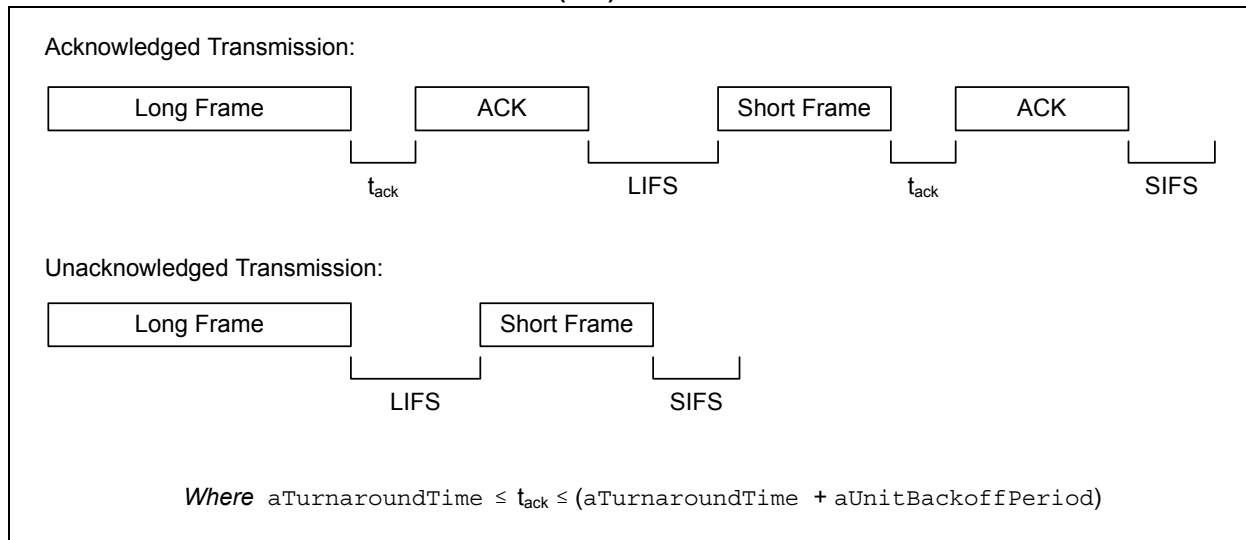 Acknowledged Transmission:
Long Frame ACK Short Frame ACK
tack LIFS tack SIFS
Unacknowledged Transmission:
Long Frame Short Frame
LIFS SIFS
Where aTurnaroundTime ≤ tack ≤ (aTurnaroundTime + aUnitBackoffPeriod)